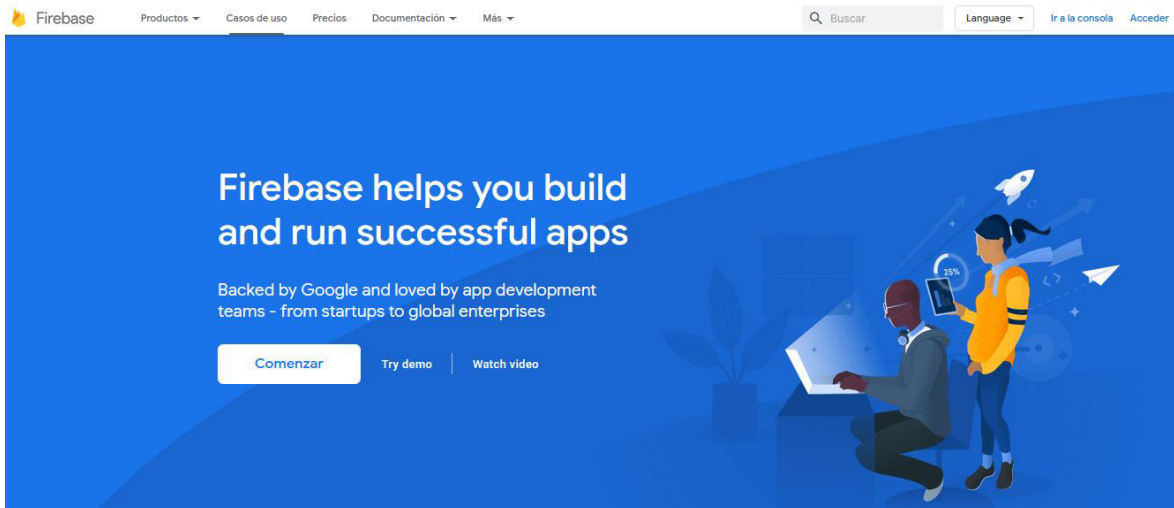 Firebase Productos Casos de uso Precios Documentación Más Buscar Language Ir a la consola Acceder
Firebase helps you build
and run successful apps
Backed by Google and loved by app development
teams - from startups to global enterprises
Comenzar Try demo Watch video
25%